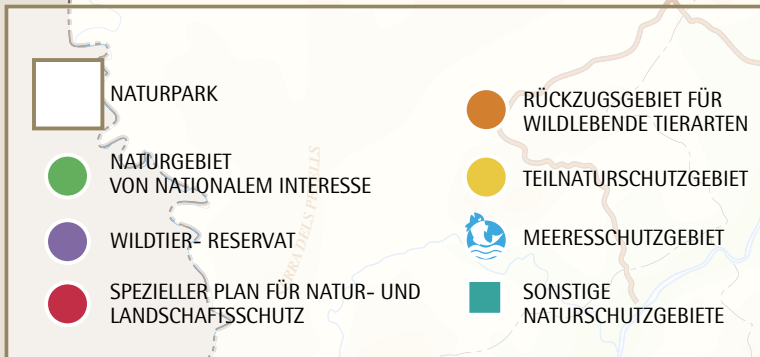 NATURPARK
NATURGEBIET
VON NATIONALEM INTERESSE
WILDTIER- RESERVAT
SPEZIELLER PLAN FÜR NATUR- UND
LANDSCHAFTSSCHUTZ
RÜCKZUGSGEBIET FÜR
WILDLEBENDE TIERARTEN
TEILNATURSCHUTZGEBIET
MEERESSCHUTZGEBIET
SONSTIGE
NATURSCHUTZGEBIETE
DELS